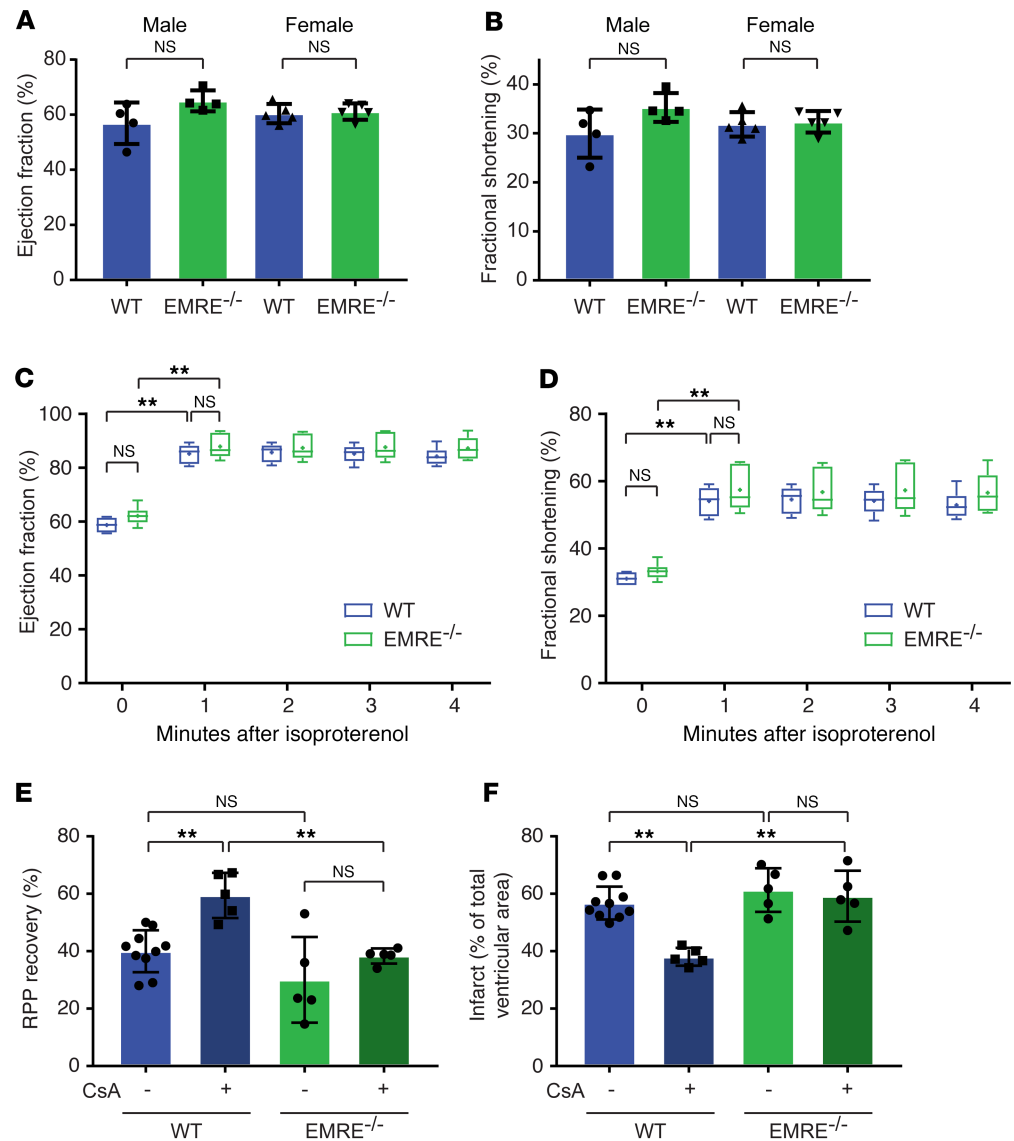 A
Male
Female
NS
NS
Ejection fraction (%)
80
60
40
20
0
WT
EMRE-/-
WT
EMRE-/-
B
Male
Female
NS
NS
Fractional shortening (%)
40
30
20
10
0
WT
EMRE-/-
WT
EMRE-/-
C
**
**
NS
NS
Ejection fraction (%)
100
80
60
40
20
0
WT
EMRE-/-
0 1 2 3 4
Minutes after isoproterenol
D
**
**
NS
NS
Fractional shortening (%)
80
60
40
20
0
WT
EMRE-/-
0 1 2 3 4
Minutes after isoproterenol
E
NS
**
**
NS
RPP recovery (%)
80
60
40
20
0
CsA - + - +
WT
EMRE-/-
F
NS
NS
**
**
Infarct (% of total
ventricular area)
80
60
40
20
0
CsA - + - +
WT
EMRE-/-